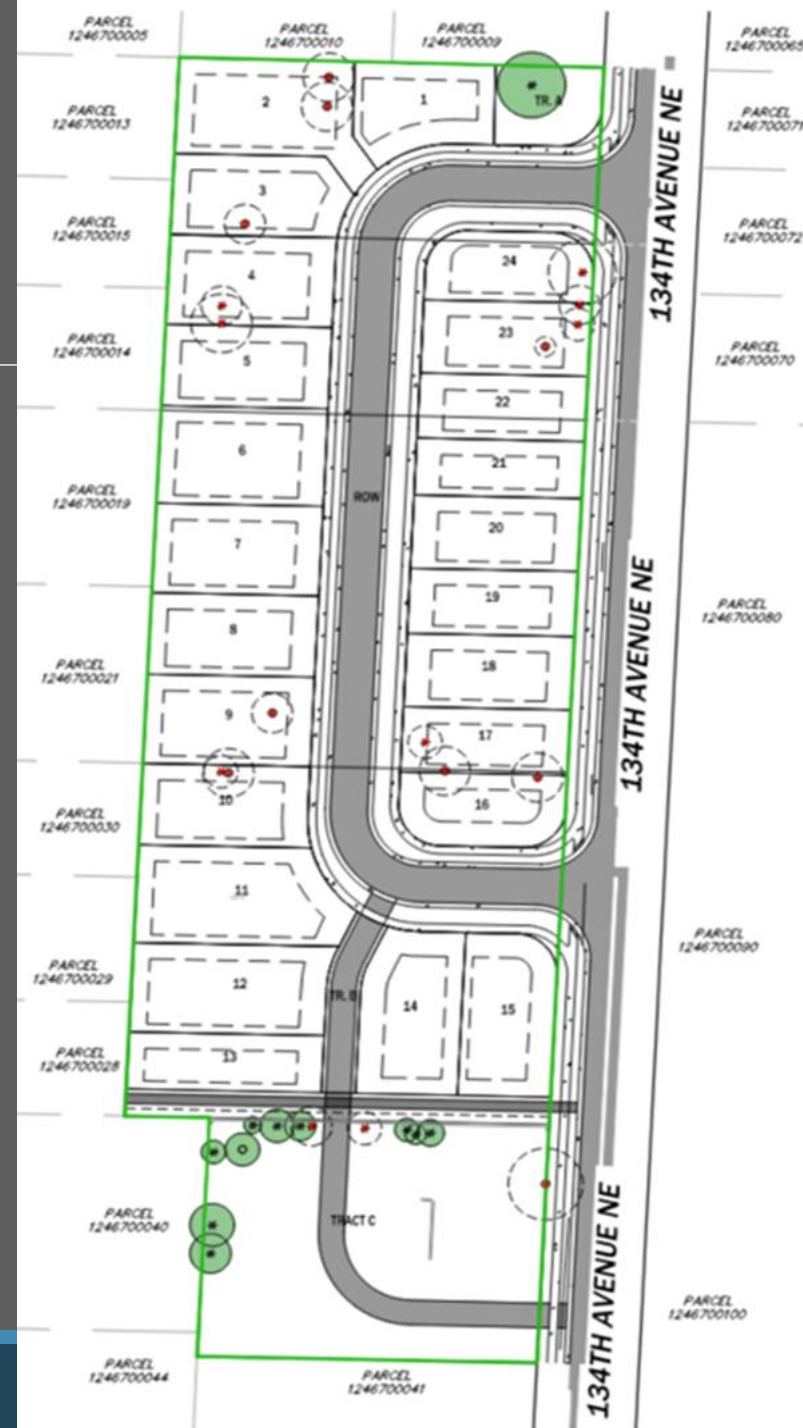 PARCEL
1246700005
PARCEL
1246700010
PARCEL
1246700009
PARCEL
1246700065
PARCEL
1246700013
2
1
TR. A
PARCEL
1246700071
134TH AVENUE NE
3
PARCEL
1246700015
PARCEL
1246700072
24
4
PARCEL
1246700014
23
PARCEL
1246700070
5
22
6
21
PARCEL
1246700019
ROW
20
7
19
PARCEL
1246700080
134TH AVENUE NE
8
18
PARCEL
1246700021
9
17
10
16
PARCEL
1246700030
11
PARCEL
1246700090
PARCEL
1246700029
12
TR. B
14
15
PARCEL
1246700028
13
PARCEL
1246700040
TRACT C
134TH AVENUE NE
PARCEL
1246700100
PARCEL
1246700044
PARCEL
1246700041